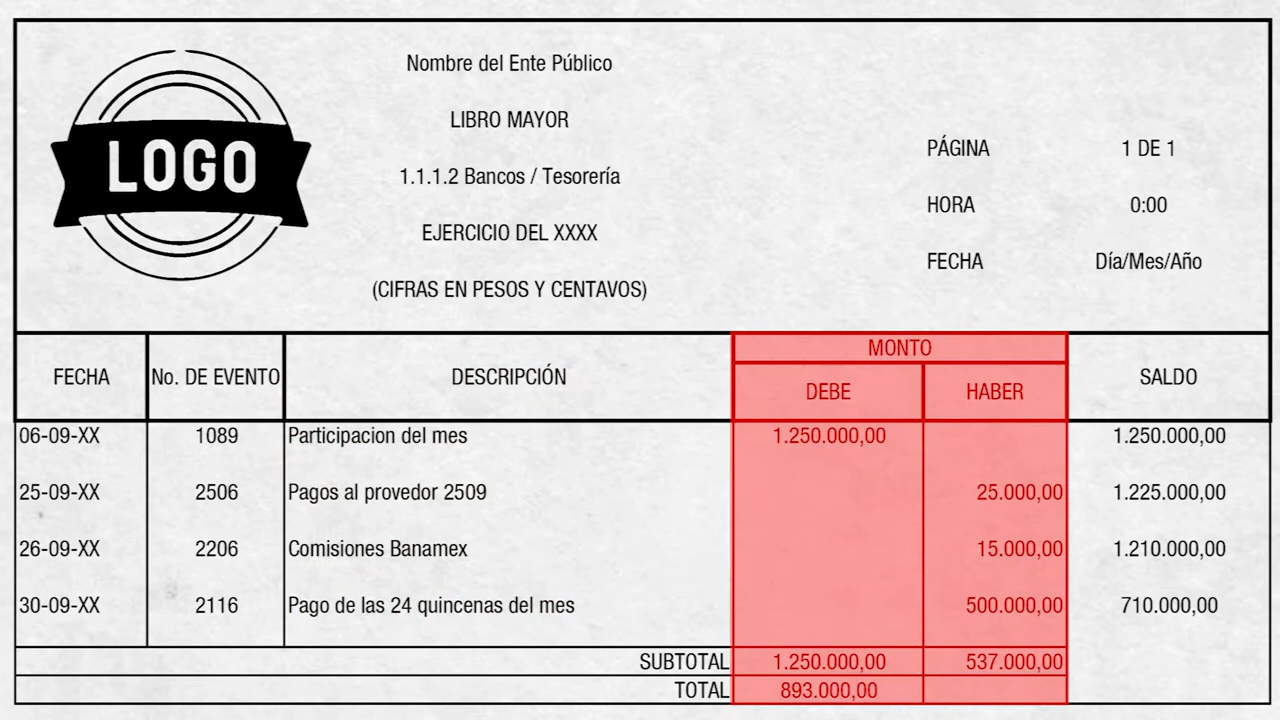 LOGO
Nombre del Ente Público
LIBRO MAYOR
1.1.1.2 Bancos / Tesorería
EJERCICIO DEL XXXX
(CIFRAS EN PESOS Y CENTAVOS)
PÁGINA 1 DE 1
HORA 0:00
FECHA Día/Mes/Año
FECHA No. DE EVENTO DESCRIPCIÓN MONTO DEBE HABER SALDO
06-09-XX 1089 Participacion del mes 1.250.000,00 1.250.000,00
25-09-XX 2506 Pagos al provedor 2509 25.000,00 1.225.000,00
26-09-XX 2206 Comisiones Banamex 15.000,00 1.210.000,00
30-09-XX 2116 Pago de las 24 quincenas del mes 500.000,00 710.000,00
SUBTOTAL 1.250.000,00 537.000,00
TOTAL 893.000,00